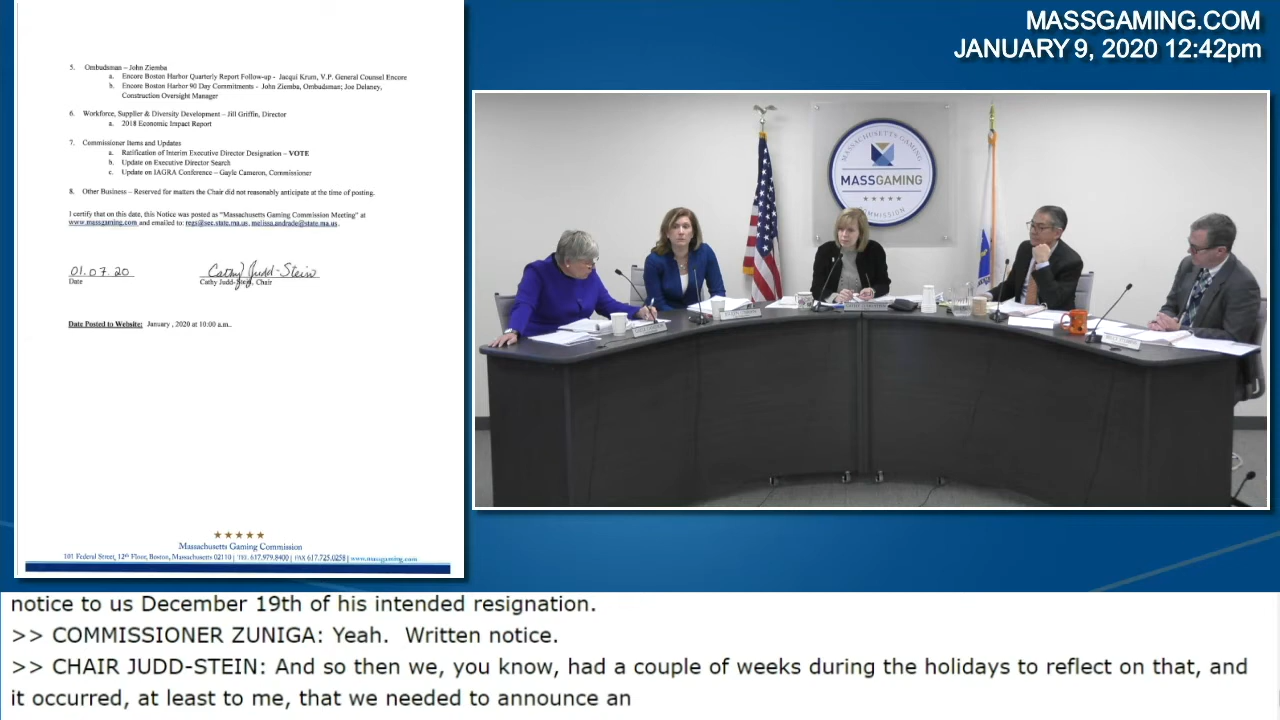 MASSGAMING.COM
JANUARY 9, 2020 12:42pm
5. Ombudsman – John Ziemba
a. Encore Boston Harbor Quarterly Report Follow-up - Jacqui Krum, V.P. General Counsel Encore
b. Encore Boston Harbor 90 Day Commitments - John Ziemba, Ombudsman; Joe Delaney,
Construction Oversight Manager
6. Workforce, Supplier & Diversity Development – Jill Griffin, Director
a. 2018 Economic Impact Report
7. Commissioner Items and Updates
a. Ratification of Interim Executive Director Designation – VOTE
b. Update on Executive Director Search
c. Update on IAGRA Conference – Gayle Cameron, Commissioner
8. Other Business – Reserved for matters the Chair did not reasonably anticipate at the time of posting.
I certify that on this date, this Notice was posted as "Massachusetts Gaming Commission Meeting" at
www.massgaming.com and emailed to: regs@sec.state.ma.us, melissa.andrade@state.ma.us.
01.07.20 Cathy Judd-Stein
Date Cathy Judd-Stein, Chair
Date Posted to Website: January , 2020 at 10:00 a.m..
Massachusetts Gaming Commission
101 Federal Street, 12th Floor, Boston, Massachusetts 02110 | TEL 617.979.8400 | FAX 617.725.0258 | www.massgaming.com
MASSACHUSETTS GAMING
MASSGAMING
COMMISSION
notice to us December 19th of his intended resignation.
>> COMMISSIONER ZUNIGA: Yeah. Written notice.
>> CHAIR JUDD-STEIN: And so then we, you know, had a couple of weeks during the holidays to reflect on that, and
it occurred, at least to me, that we needed to announce an